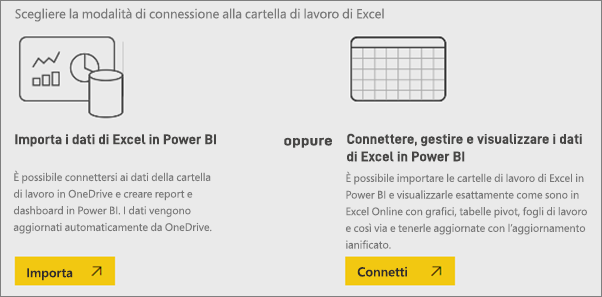 Scegliere la modalità di connessione alla cartella di lavoro di Excel
Importa i dati di Excel in Power BI
È possibile connettersi ai dati della cartella
di lavoro in OneDrive e creare report e
dashboard in Power BI. I dati vengono
aggiornati automaticamente da OneDrive.
Importa
oppure
Connettere, gestire e visualizzare i dati
di Excel in Power BI
È possibile importare le cartelle di lavoro di Excel in
Power BI e visualizzarle esattamente come sono in
Excel Online con grafici, tabelle pivot, fogli di lavoro
e così via e tenerle aggiornate con l'aggiornamento
ianificato.
Connetti